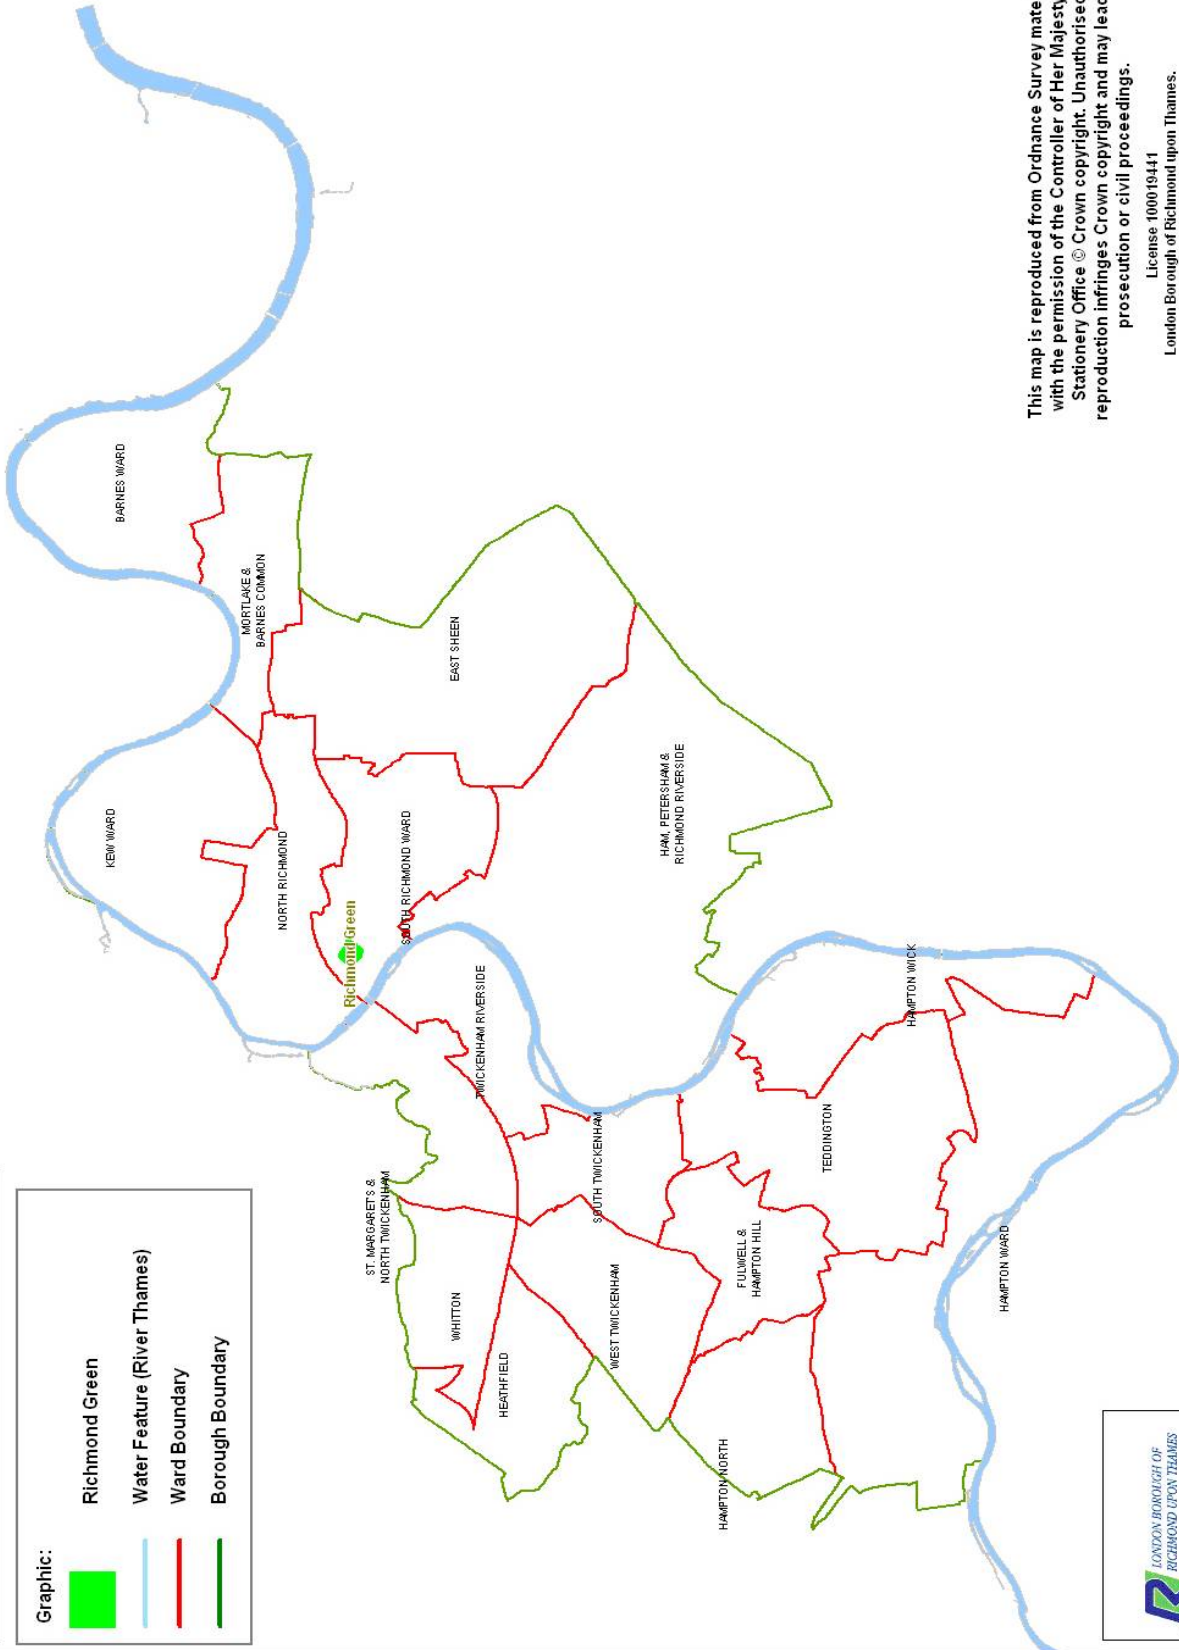 Graphic:
Richmond Green
Water Feature (River Thames)
Ward Boundary
Borough Boundary
BARNES WARD
MORTLAKE &
BARNES COMMON
KEW WARD
NORTH RICHMOND
EAST SHEEN
Richmond Green
SOUTH RICHMOND WARD
ST. MARGARETS &
NORTH TWICKENHAM
TWICKENHAM RIVERSIDE
WHITTON
HEATHFIELD
SOUTH TWICKENHAM
WEST TWICKENHAM
HAM, PETERSHAM &
RICHMOND RIVERSIDE
FULWELL &
HAMPTON HILL
HAMPTON NORTH
TEDDINGTON
HAMPTON WICK
HAMPTON WARD
This map is reproduced from Ordnance Survey mate
with the permission of the Controller of Her Majesty
Stationery Office © Crown copyright. Unauthorised
reproduction infringes Crown copyright and may lead
prosecution or civil proceedings.
License 100019441
London Borough of Richmond upon Thames.
LONDON BOROUGH OF
RICHMOND UPON THAMES